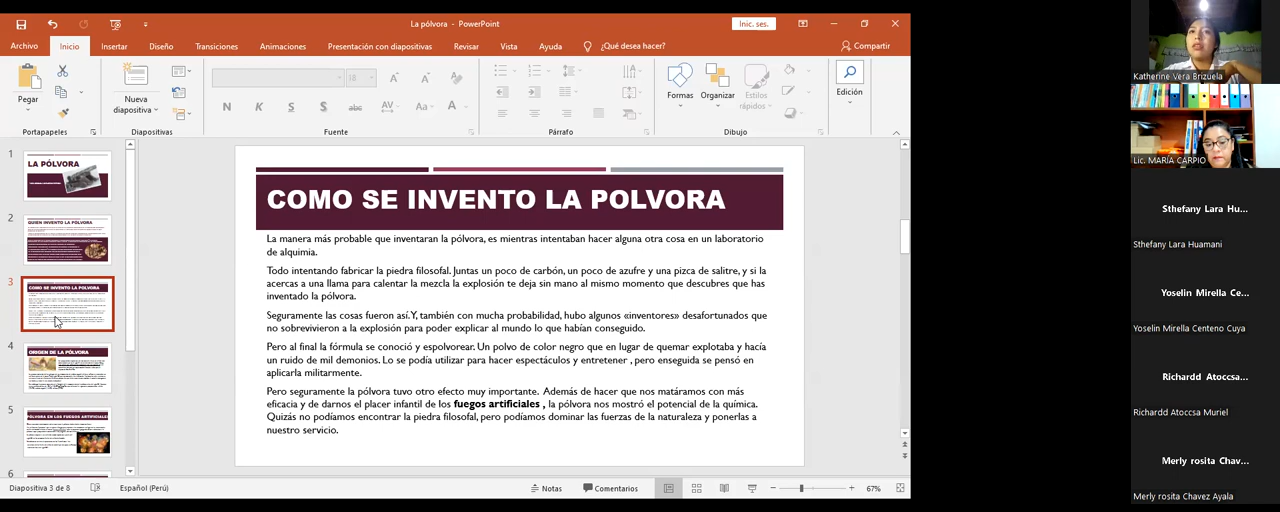 La pólvora - PowerPoint
Inic. ses.
Archivo
Inicio
Insertar
Diseño
Transiciones
Animaciones
Presentación con diapositivas
Revisar
Vista
Ayuda
¿Qué desea hacer?
Compartir
Pegar
Nueva
diapositiva
18
N K S S abc AV Aa A
Formas
Organizar
Estilos
rápidos
Edición
Portapapeles
Diapositivas
Fuente
Párrafo
Dibujo
1
LA PÓLVORA
2
QUIEN INVENTO LA PÓLVORA
3
COMO SE INVENTO LA POLVORA
4
ORIGEN DE LA PÓLVORA
5
PÓLVORA EN LOS FUEGOS ARTIFICIALES
6
COMO SE INVENTO LA POLVORA
La manera más probable que inventaran la pólvora, es mientras intentaban hacer alguna otra cosa en un laboratorio
de alquimia.
Todo intentando fabricar la piedra filosofal. Juntas un poco de carbón, un poco de azufre y una pizca de salitre, y si la
acercas a una llama para calentar la mezcla la explosión te deja sin mano al mismo momento que descubres que has
inventado la pólvora.
Seguramente las cosas fueron así. Y, también con mucha probabilidad, hubo algunos «inventores» desafortunados que
no sobrevivieron a la explosión para poder explicar al mundo lo que habían conseguido.
Pero al final la fórmula se conoció y espolvorear. Un polvo de color negro que en lugar de quemar explotaba y hacía
un ruido de mil demonios. Lo se podía utilizar para hacer espectáculos y entretener , pero enseguida se pensó en
aplicarla militarmente.
Pero seguramente la pólvora tuvo otro efecto muy importante. Además de hacer que nos matáramos con más
eficacia y de darnos el placer infantil de los fuegos artificiales , la pólvora nos mostró el potencial de la química.
Quizás no podíamos encontrar la piedra filosofal, pero podíamos dominar las fuerzas de la naturaleza y ponerlas a
nuestro servicio.
Diapositiva 3 de 8
Español (Perú)
Notas
Comentarios
67%
Katherine Vera Brizuela
Lic. MARÍA CARPIO
Sthefany Lara Hu...
Sthefany Lara Huamani
Yoselin Mirella Ce...
Yoselin Mirella Centeno Cuya
Richardd Atoccsa...
Richardd Atoccsa Muriel
Merly rosita Chav...
Merly rosita Chavez Ayala